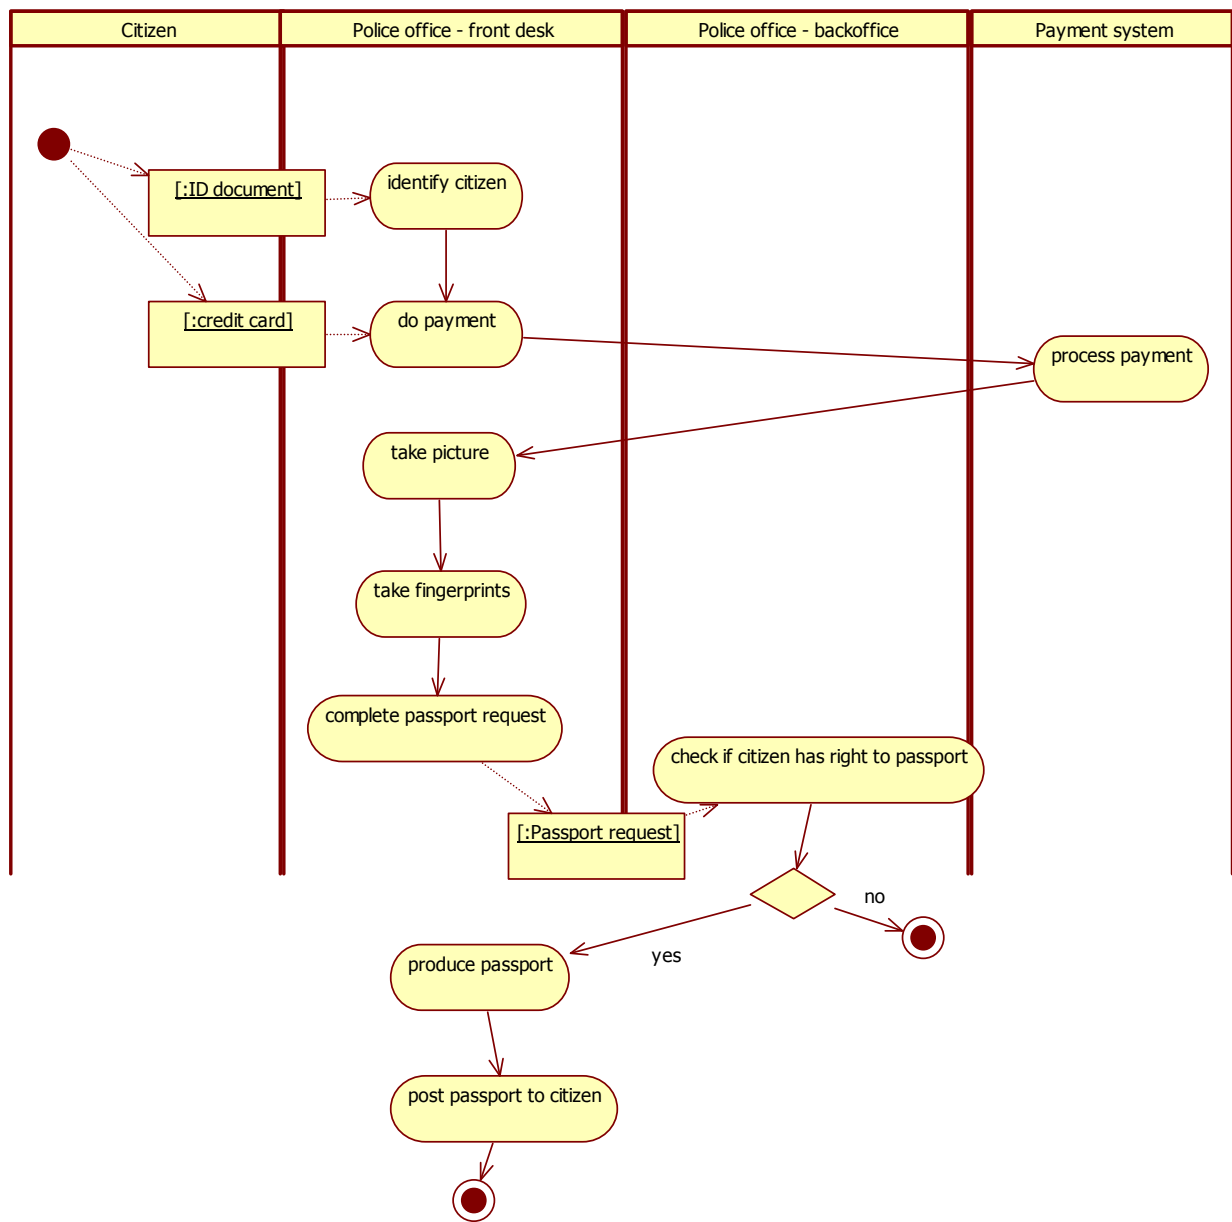 Citizen
Police office - front desk
Police office - backoffice
Payment system
[:ID document]
identify citizen
[:credit card]
do payment
process payment
take picture
take fingerprints
complete passport request
check if citizen has right to passport
[:Passport request]
no
yes
produce passport
post passport to citizen